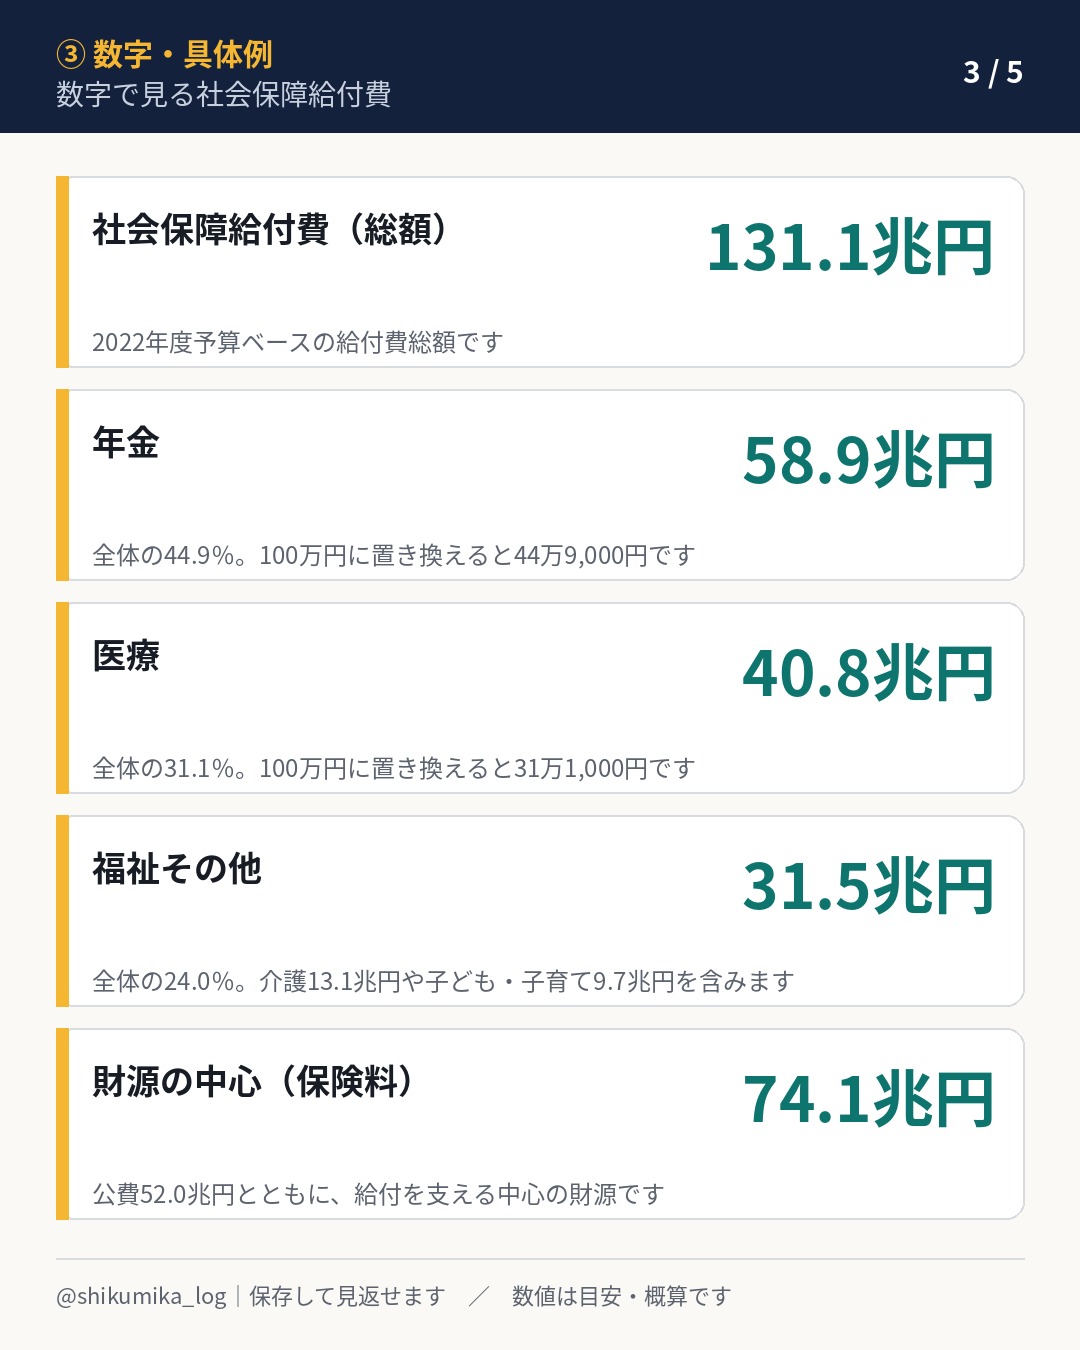 ③ 数字・具体例
数字で見る社会保障給付費
3 / 5
社会保障給付費（総額）
131.1兆円
2022年度予算ベースの給付費総額です
年金
58.9兆円
全体の44.9%。100万円に置き換えると44万9,000円です
医療
40.8兆円
全体の31.1%。100万円に置き換えると31万1,000円です
福祉その他
31.5兆円
全体の24.0%。介護13.1兆円や子ども・子育て9.7兆円を含みます
財源の中心（保険料）
74.1兆円
公費52.0兆円とともに、給付を支える中心の財源です
@shikumika_log｜保存して見返せます　／　数値は目安・概算です